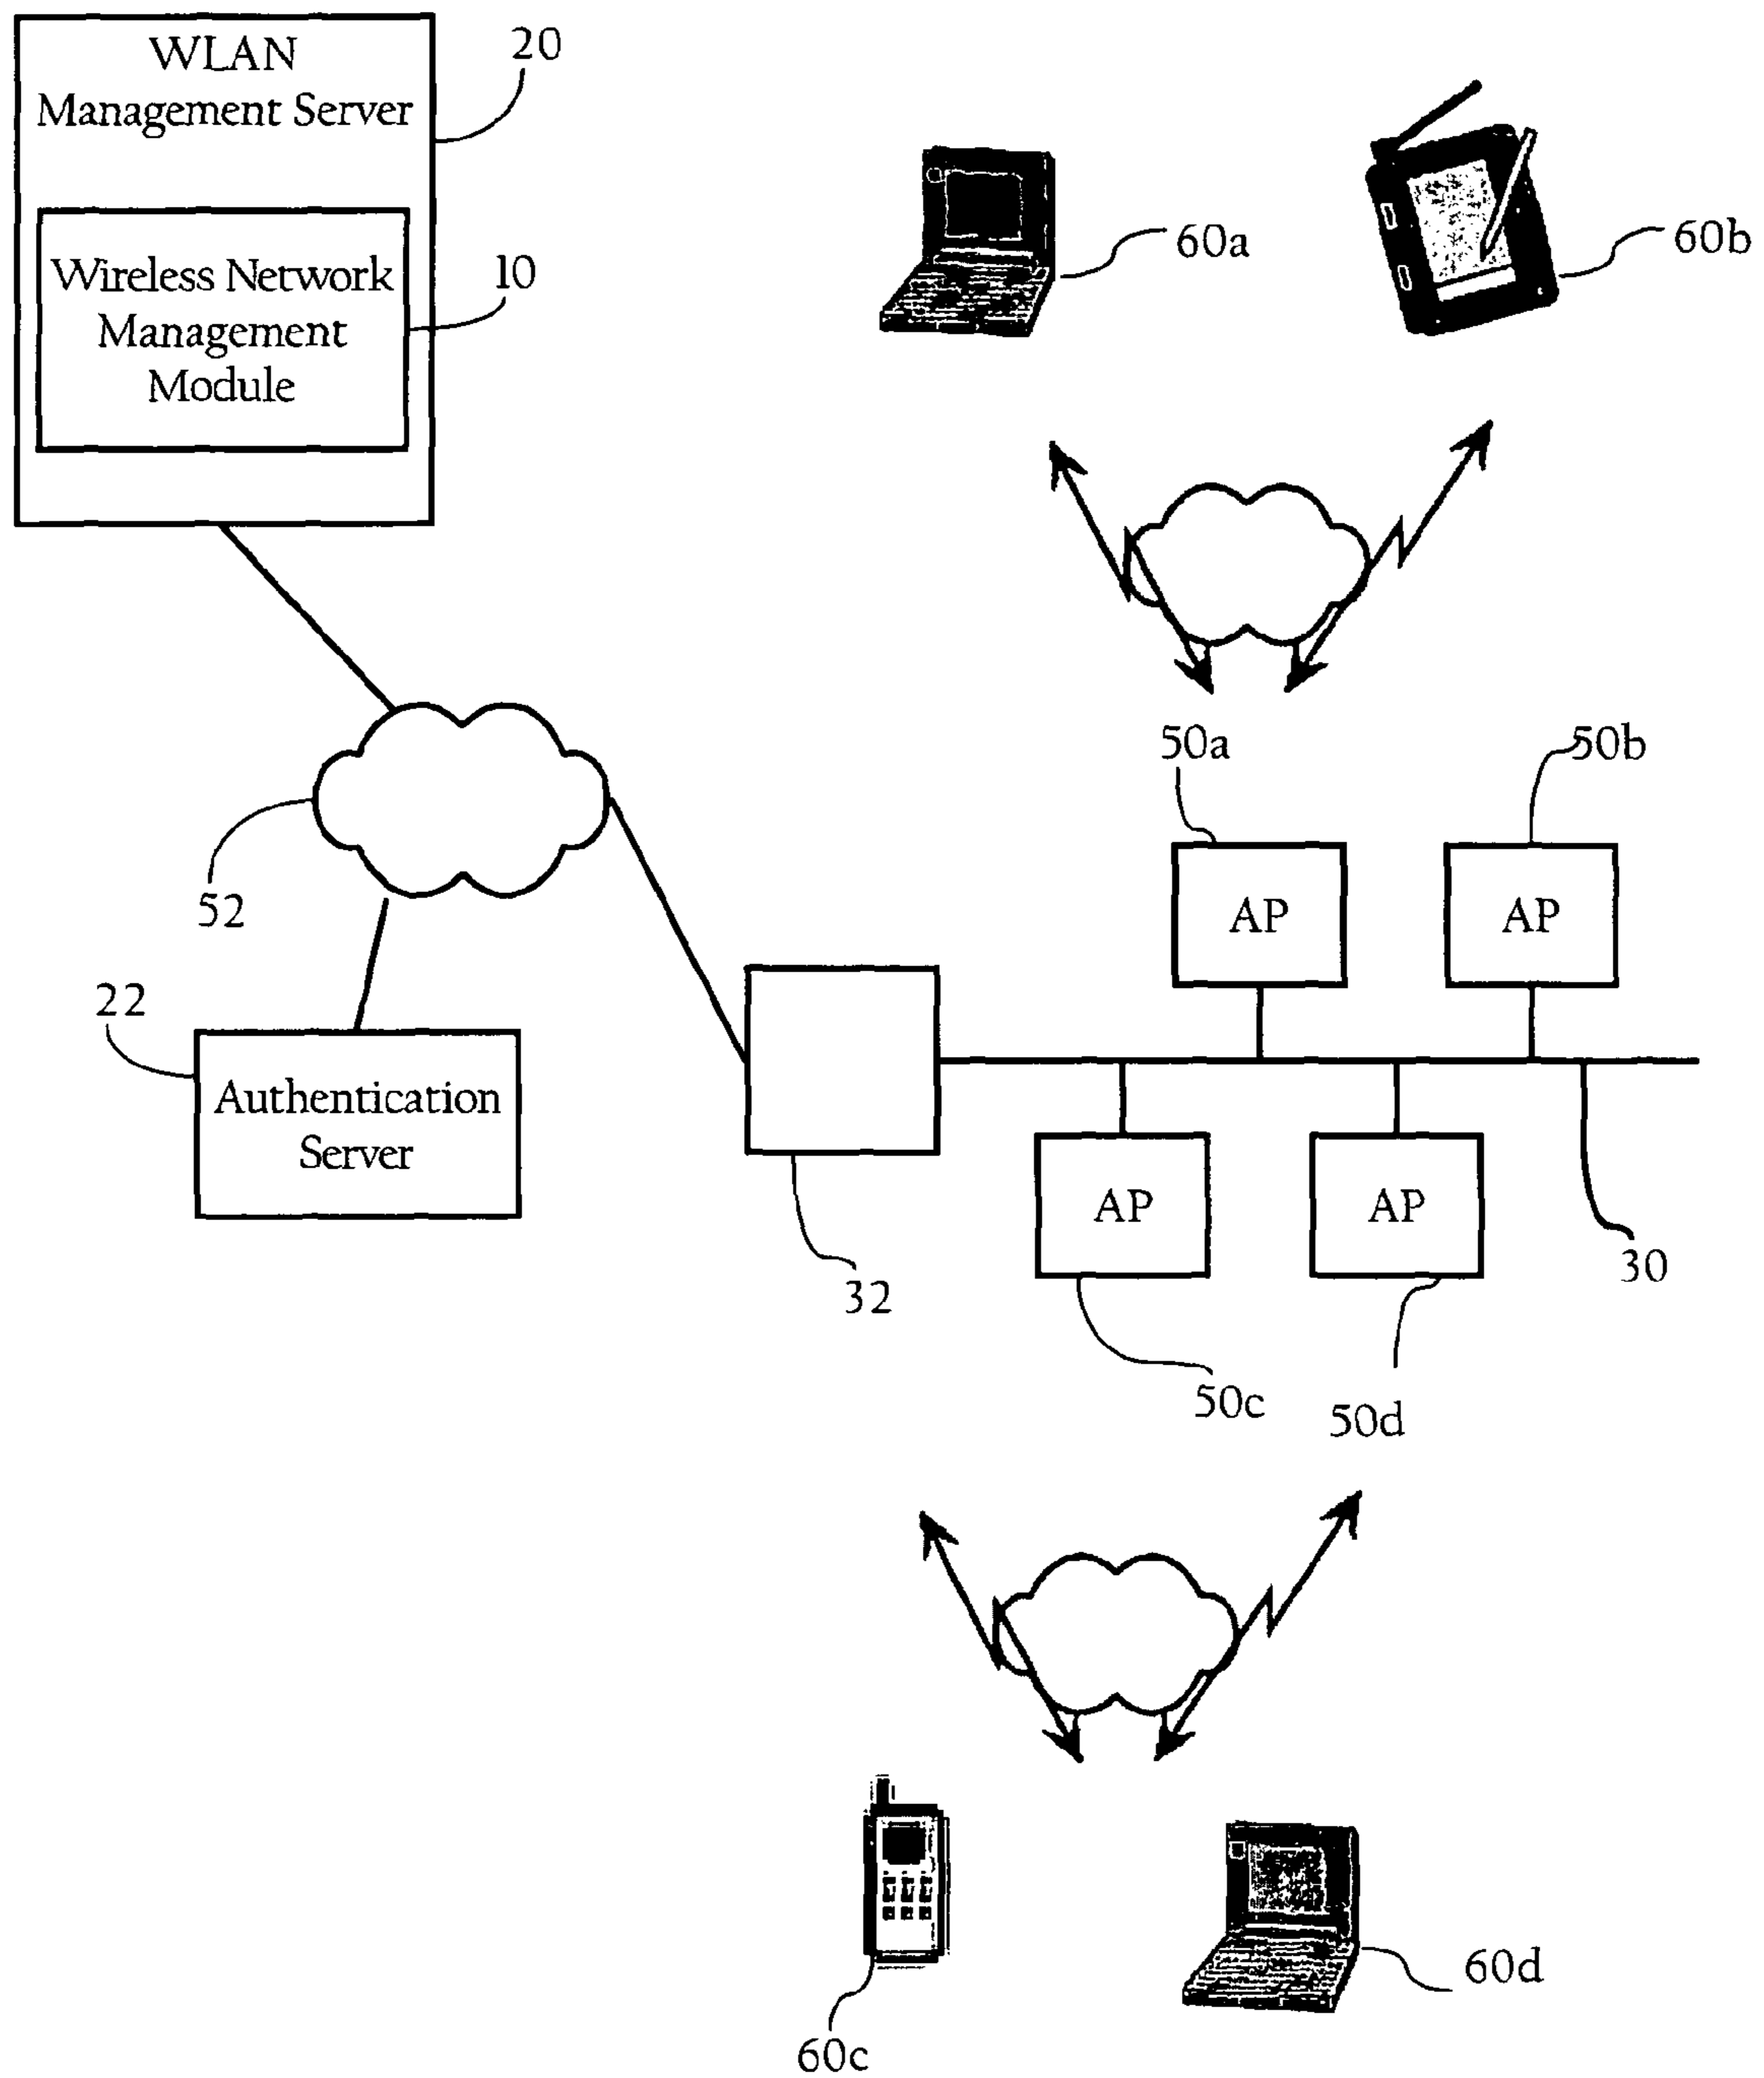 WLAN
Management Server
20
Wireless Network
Management
Module
10
60a
60b
52
50a
50b
AP
AP
22
Authentication
Server
32
AP
AP
30
50c
50d
60c
60d